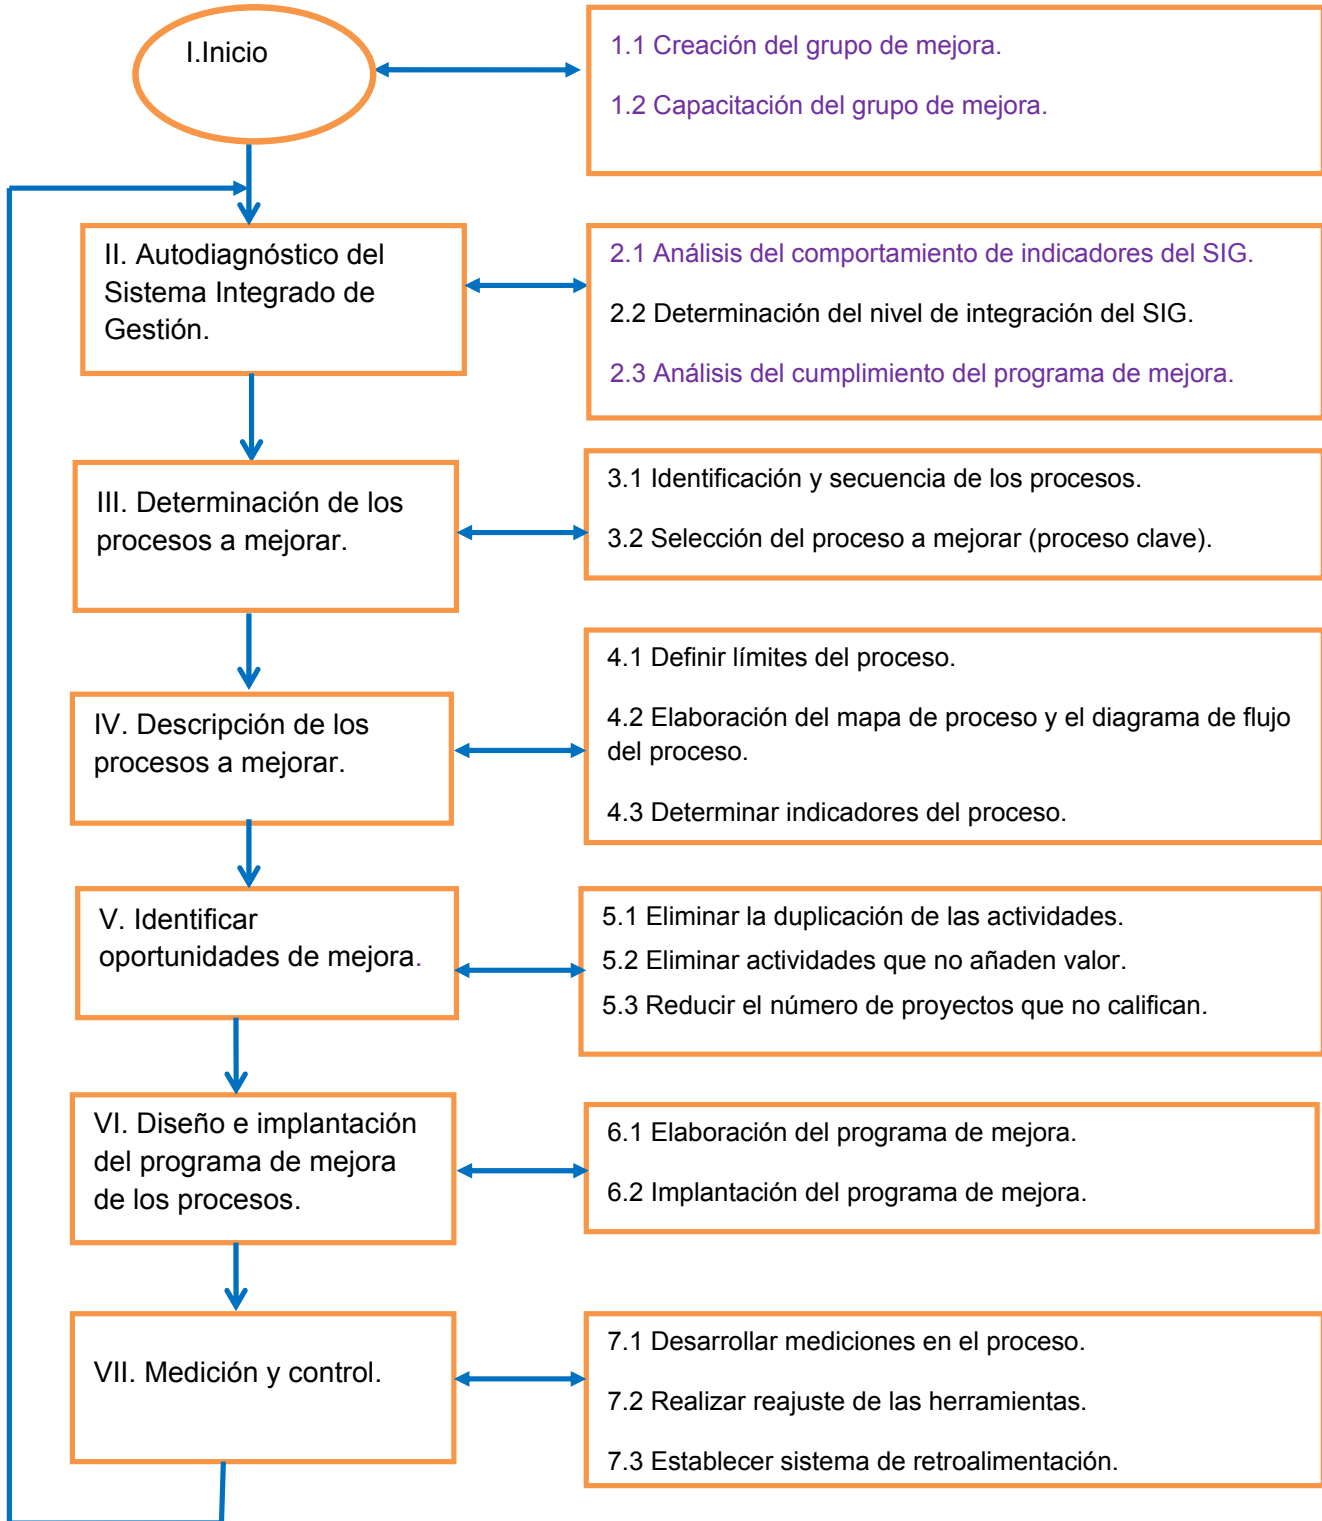 I.Inicio
1.1 Creación del grupo de mejora.
1.2 Capacitación del grupo de mejora.
II. Autodiagnóstico del
Sistema Integrado de
Gestión.
2.1 Análisis del comportamiento de indicadores del SIG.
2.2 Determinación del nivel de integración del SIG.
2.3 Análisis del cumplimiento del programa de mejora.
III. Determinación de los
procesos a mejorar.
3.1 Identificación y secuencia de los procesos.
3.2 Selección del proceso a mejorar (proceso clave).
IV. Descripción de los
procesos a mejorar.
4.1 Definir límites del proceso.
4.2 Elaboración del mapa de proceso y el diagrama de flujo
del proceso.
4.3 Determinar indicadores del proceso.
V. Identificar
oportunidades de mejora.
5.1 Eliminar la duplicación de las actividades.
5.2 Eliminar actividades que no añaden valor.
5.3 Reducir el número de proyectos que no califican.
VI. Diseño e implantación
del programa de mejora
de los procesos.
6.1 Elaboración del programa de mejora.
6.2 Implantación del programa de mejora.
VII. Medición y control.
7.1 Desarrollar mediciones en el proceso.
7.2 Realizar reajuste de las herramientas.
7.3 Establecer sistema de retroalimentación.